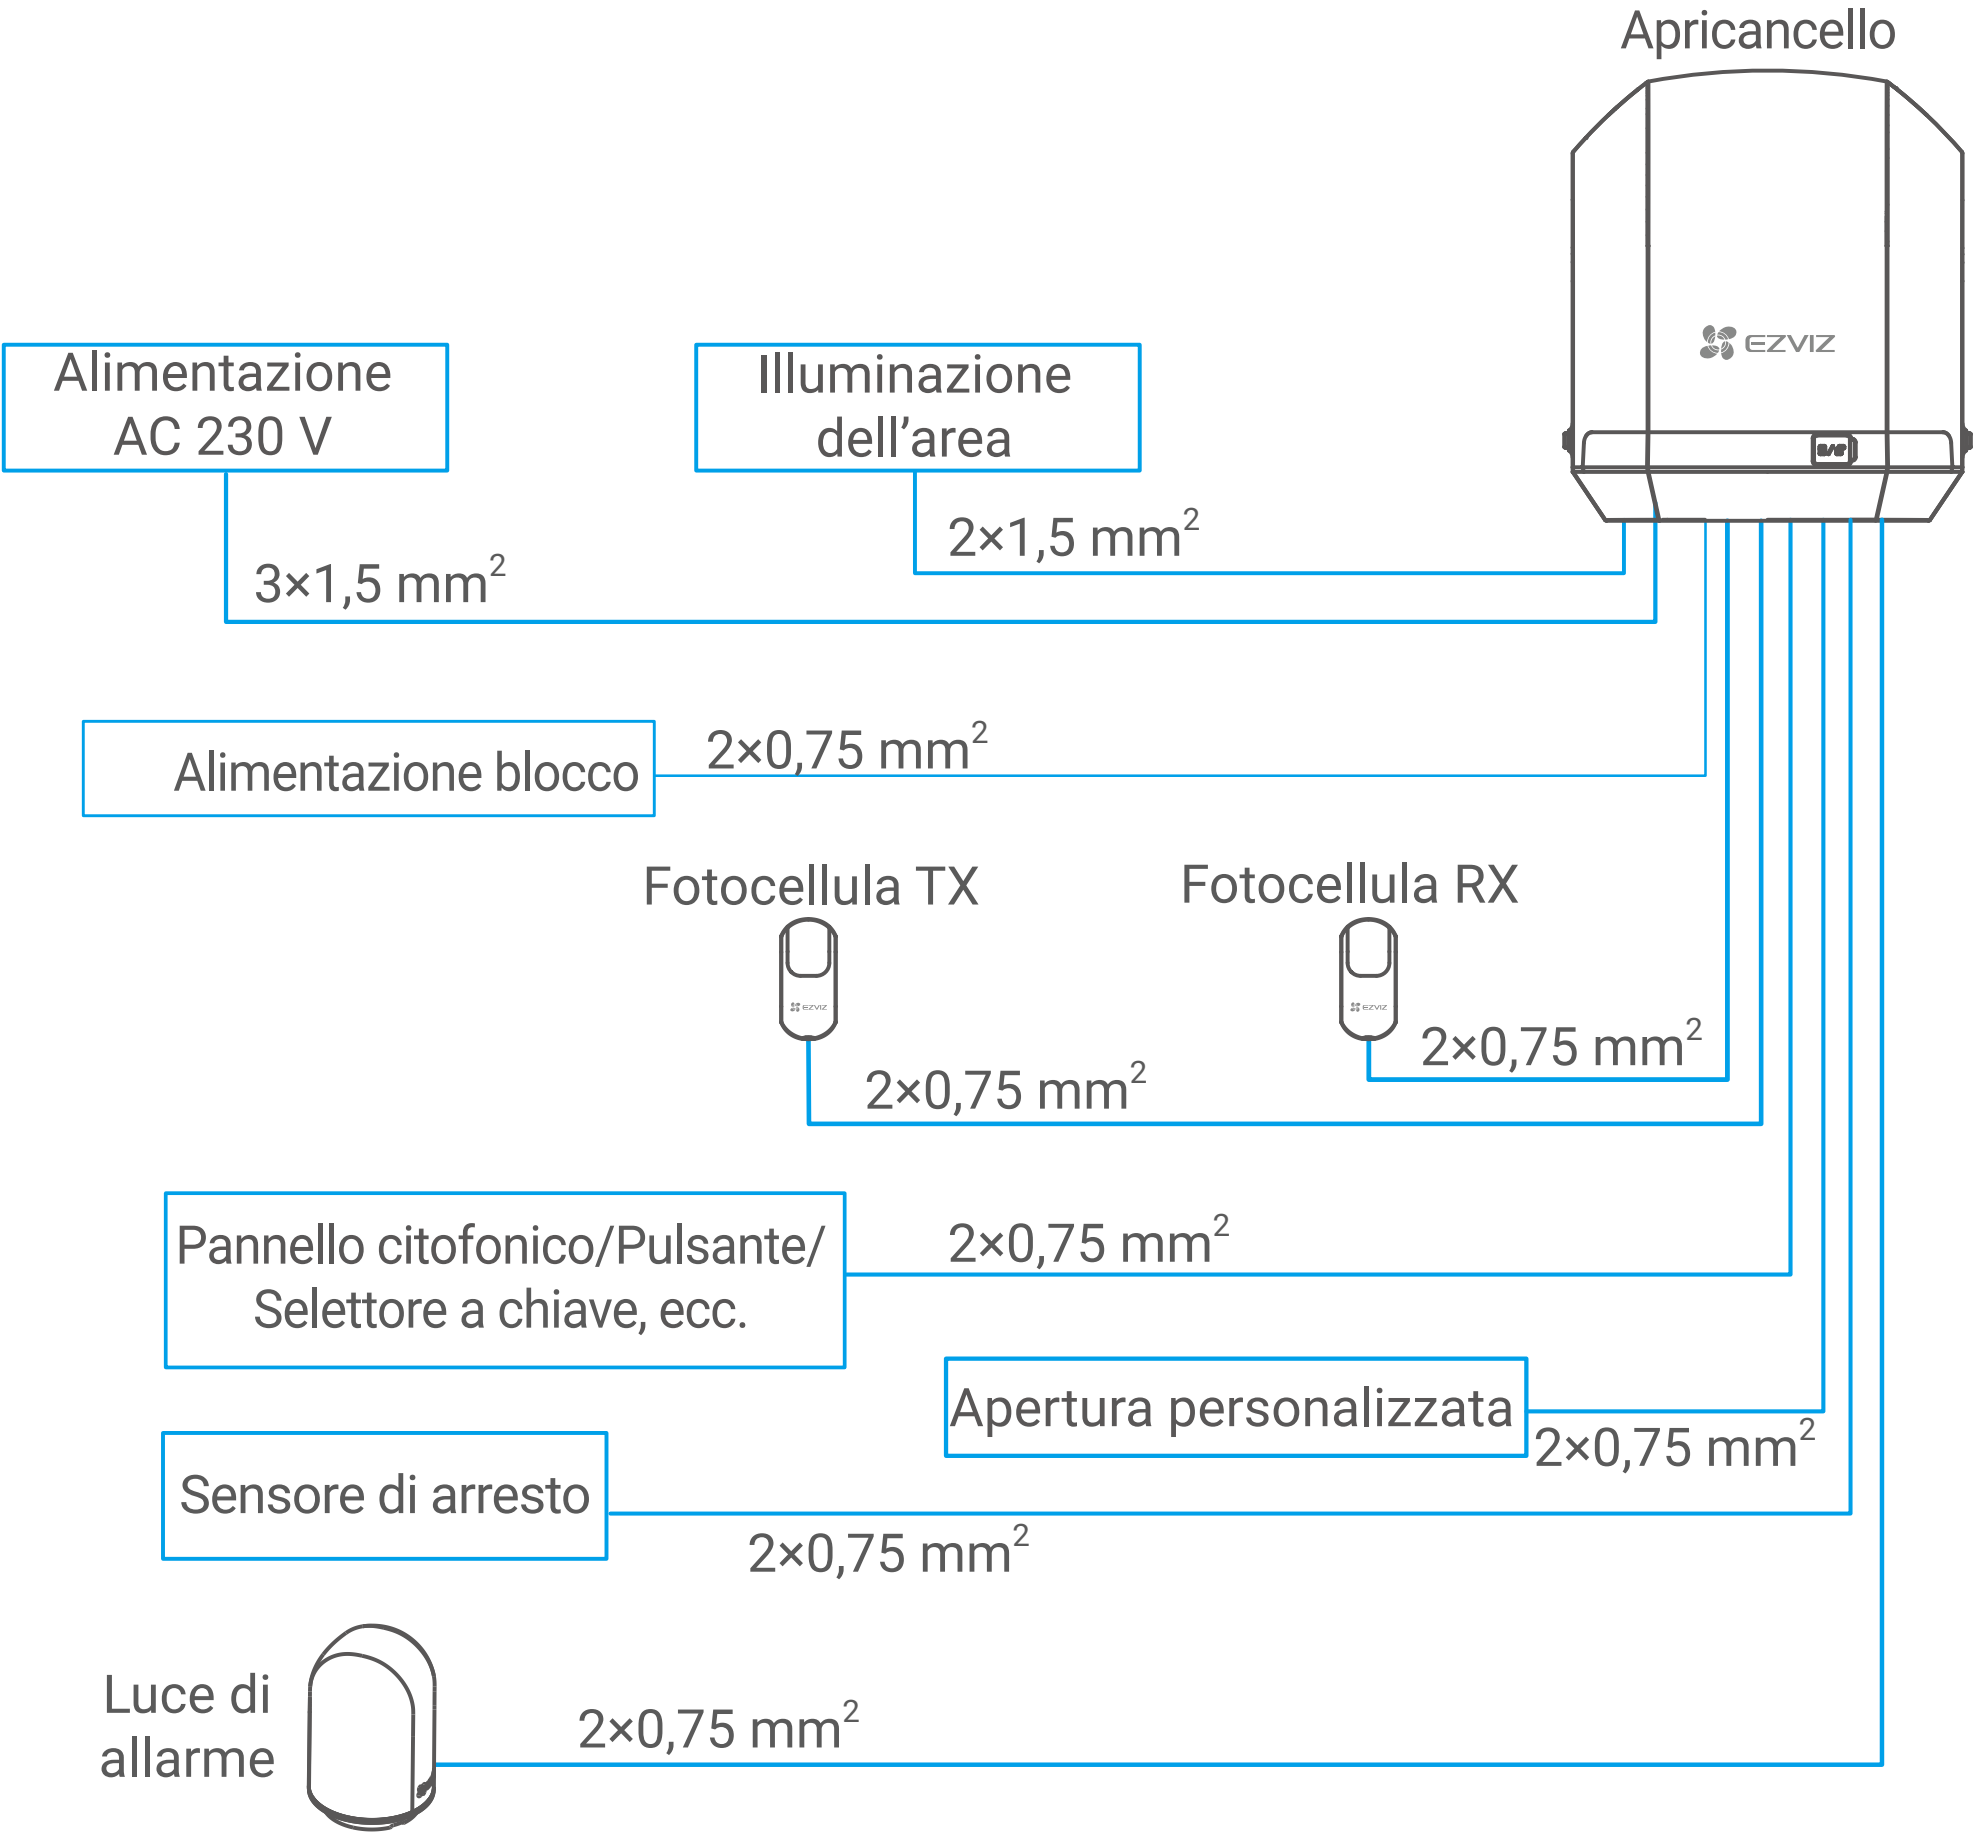 Apricancello
EZVIZ
Alimentazione
AC 230 V
Illuminazione
dell’area
2×1,5 mm²
3×1,5 mm²
Alimentazione blocco
2×0,75 mm²
Fotocellula TX
EZVIZ
2×0,75 mm²
Fotocellula RX
EZVIZ
2×0,75 mm²
Pannello citofonico/Pulsante/
Selettore a chiave, ecc.
2×0,75 mm²
Apertura personalizzata
2×0,75 mm²
Sensore di arresto
2×0,75 mm²
Luce di
allarme
2×0,75 mm²